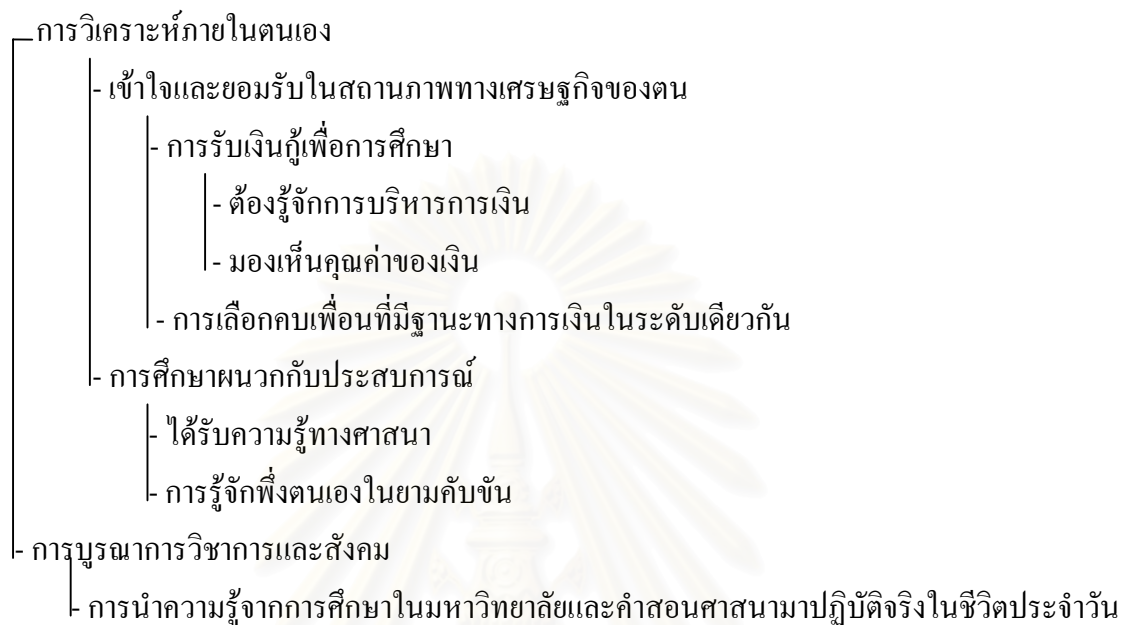 การวิเคราะห์ภายในตนเอง
- เข้าใจและยอมรับในสถานภาพทางเศรษฐกิจของตน
- การรับเงินกู้เพื่อการศึกษา
- ต้องรู้จักการบริหารการเงิน
- มองเห็นคุณค่าของเงิน
- การเลือกคบเพื่อนที่มีฐานะทางการเงินในระดับเดียวกัน
- การศึกษาผนวกกับประสบการณ์
- ได้รับความรู้ทางศาสนา
- การรู้จักพึ่งตนเองในยามคับขัน
- การบูรณาการวิชาการและสังคม
- การนำความรู้จากการศึกษาในมหาวิทยาลัยและคำสอนศาสนามาปฏิบัติจริงในชีวิตประจำวัน